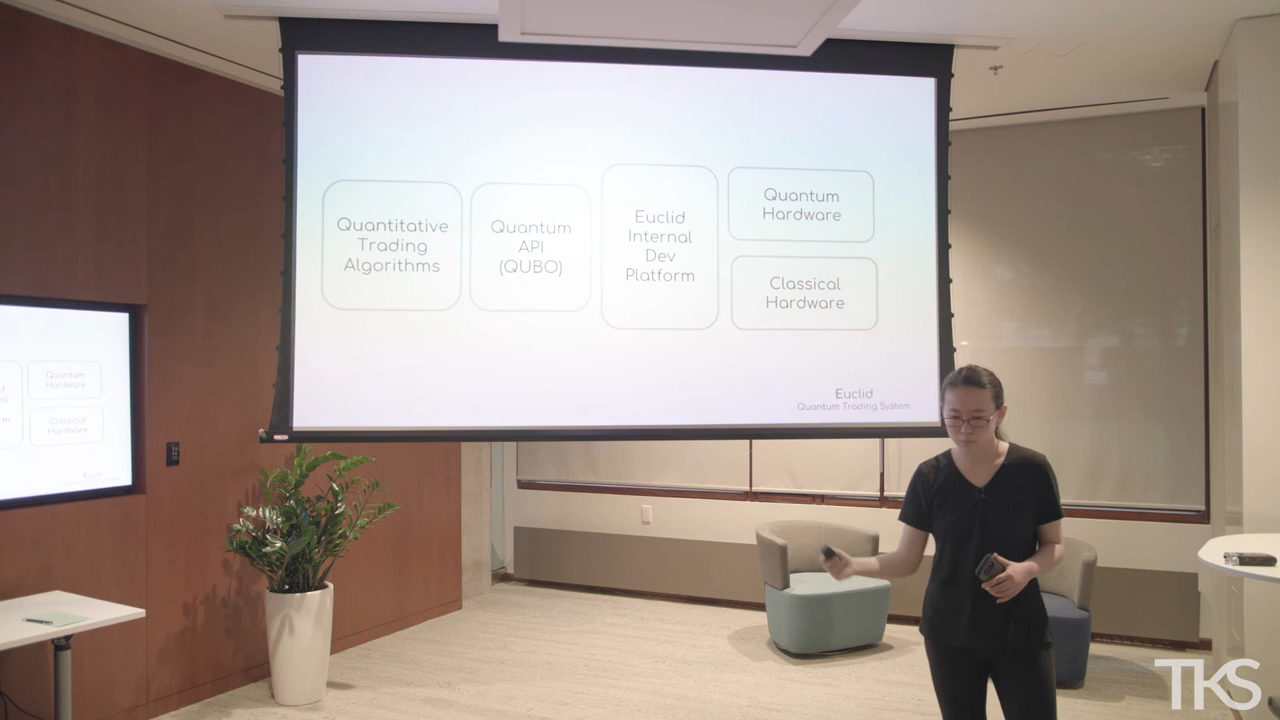 Quantitative
Trading
Algorithms
Quantum
API
(QUBO)
Euclid
Internal
Dev
Platform
Quantum
Hardware
Classical
Hardware
Euclid
Quantum Trading System
Quantum
Hardware
Classical
Hardware
Euclid
TKS